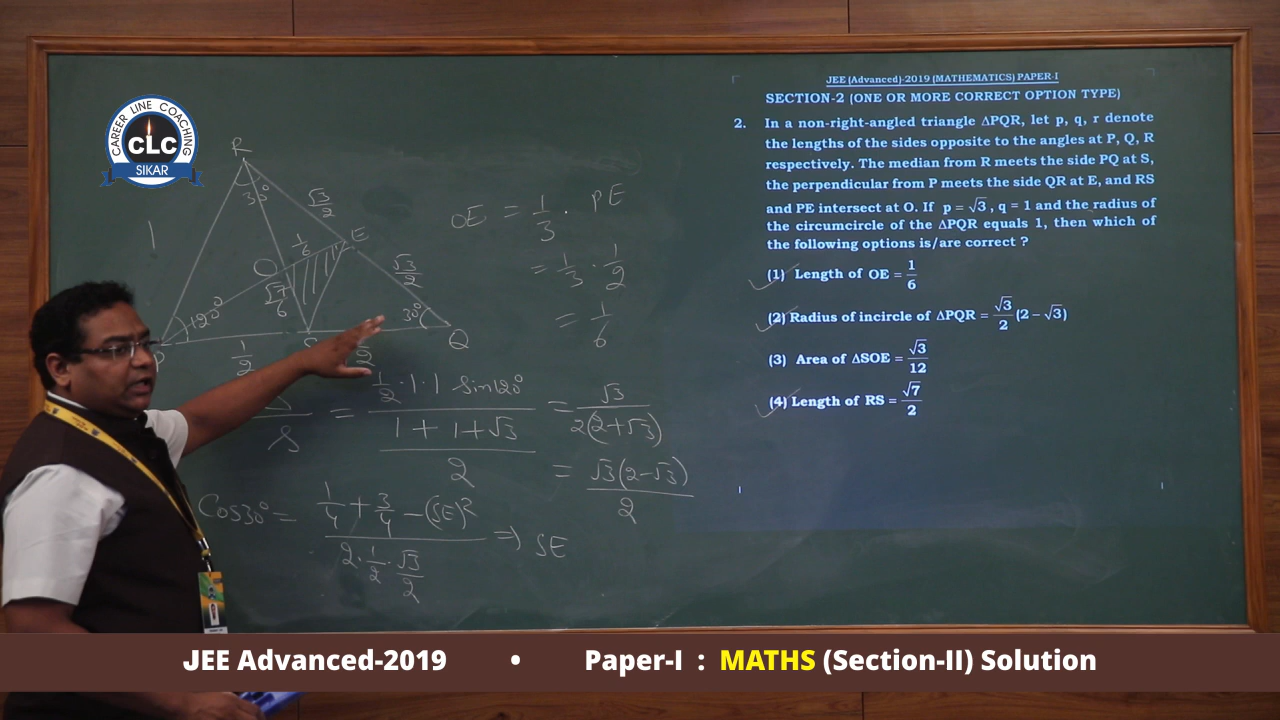 CAREER LINE COACHING
CLC
SIKAR
JEE (Advanced)-2019 (MATHEMATICS) PAPER-I
SECTION-2 (ONE OR MORE CORRECT OPTION TYPE)
2. In a non-right-angled triangle ΔPQR, let p, q, r denote
the lengths of the sides opposite to the angles at P, Q, R
respectively. The median from R meets the side PQ at S,
the perpendicular from P meets the side QR at E, and RS
and PE intersect at O. If p = √3, q = 1 and the radius of
the circumcircle of the ΔPQR equals 1, then which of
the following options is/are correct ?
(1) Length of OE = 1/6
(2) Radius of incircle of ΔPQR = √3/2 (2 – √3)
(3) Area of ΔSOE = √3/12
(4) Length of RS = √7/2
R
30°
√3/2
1
E
1/6
O
√7/6
√3/2
120°
30°
Q
1/2
OE = 1/3 · PE
= 1/3 · 1/2
= 1/6
= (1/2 · 1 · 1 sin120°)/((1 + 1 + √3)/2) = √3/(2(2+√3))
= √3(2-√3)/2
Cos30° = (1/4 + 3/4 - (SE)²)/(2 · 1/2 · √3/2) ⇒ SE
JEE Advanced-2019 • Paper-I : MATHS (Section-II) Solution